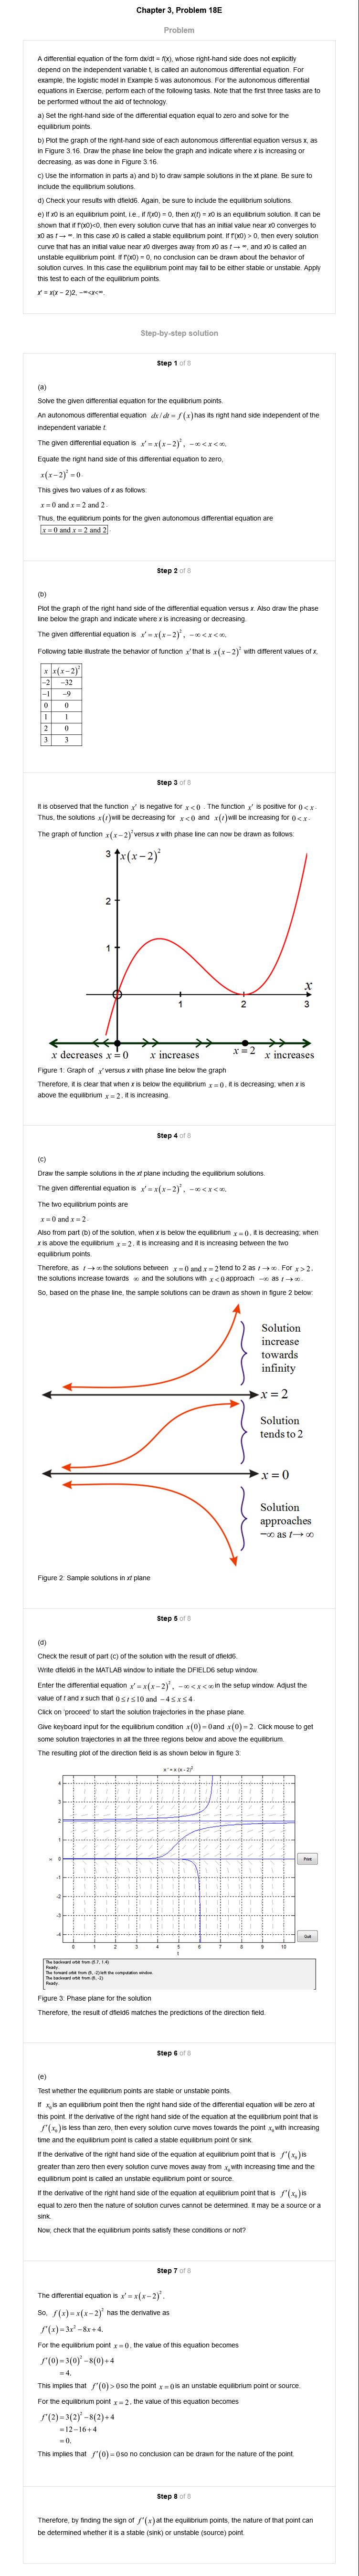 Chapter 3, Problem 18E
Problem
A differential equation of the form dx/dt = f(x), whose right-hand side does not explicitly
depend on the independent variable t, is called an autonomous differential equation. For
example, the logistic model in Example 5 was autonomous. For the autonomous differential
equations in Exercise, perform each of the following tasks. Note that the first three tasks are to
be performed without the aid of technology.
a) Set the right-hand side of the differential equation equal to zero and solve for the
equilibrium points.
b) Plot the graph of the right-hand side of each autonomous differential equation versus x, as
in Figure 3.16. Draw the phase line below the graph and indicate where x is increasing or
decreasing, as was done in Figure 3.16.
c) Use the information in parts a) and b) to draw sample solutions in the xt plane. Be sure to
include the equilibrium solutions.
d) Check your results with dfield6. Again, be sure to include the equilibrium solutions.
e) If x0 is an equilibrium point, i.e., if f(x0) = 0, then x(t) = x0 is an equilibrium solution. It can be
shown that if f'(x0)<0, then every solution curve that has an initial value near x0 converges to
x0 as t→ ∞. In this case x0 is called a stable equilibrium point. If f'(x0) > 0, then every solution
curve that has an initial value near x0 diverges away from x0 as t→ ∞, and x0 is called an
unstable equilibrium point. If f'(x0) = 0, no conclusion can be drawn about the behavior of
solution curves. In this case the equilibrium point may fail to be either stable or unstable. Apply
this test to each of the equilibrium points.
x' = x(x − 2)2, −∞<x<∞.
Step-by-step solution
Step 1 of 8
(a)
Solve the given differential equation for the equilibrium points.
An autonomous differential equation dx/dt = f(x) has its right hand side independent of the
independent variable t.
The given differential equation is x' = x(x−2)², −∞<x<∞.
Equate the right hand side of this differential equation to zero,
x(x−2)² = 0.
This gives two values of x as follows:
x = 0 and x = 2 and 2.
Thus, the equilibrium points for the given autonomous differential equation are
x = 0 and x = 2 and 2.
Step 2 of 8
(b)
Plot the graph of the right hand side of the differential equation versus x. Also draw the phase
line below the graph and indicate where x is increasing or decreasing.
The given differential equation is x' = x(x−2)², −∞<x<∞.
Following table illustrate the behavior of function x' that is x(x−2)² with different values of x,
x x(x−2)²
−2 −32
−1 −9
0 0
1 1
2 0
3 3
Step 3 of 8
It is observed that the function x' is negative for x<0. The function x' is positive for 0<x.
Thus, the solutions x(t) will be decreasing for x<0 and x(t) will be increasing for 0<x.
The graph of function x(x−2)² versus x with phase line can now be drawn as follows:
3 x(x−2)²
2
1
x
1 2 3
x decreases x=0 x increases x=2 x increases
Figure 1: Graph of x' versus x with phase line below the graph
Therefore, it is clear that when x is below the equilibrium x=0, it is decreasing; when x is
above the equilibrium x=2, it is increasing.
Step 4 of 8
(c)
Draw the sample solutions in the xt plane including the equilibrium solutions.
The given differential equation is x' = x(x−2)², −∞<x<∞.
The two equilibrium points are
x = 0 and x = 2.
Also from part (b) of the solution, when x is below the equilibrium x=0, it is decreasing; when
x is above the equilibrium x=2, it is increasing and it is increasing between the two
equilibrium points.
Therefore, as t→∞ the solutions between x=0 and x=2 tend to 2 as t→∞. For x>2,
the solutions increase towards ∞ and the solutions with x<0 approach −∞ as t→∞.
So, based on the phase line, the sample solutions can be drawn as shown in figure 2 below:
Solution
increase
towards
infinity
x = 2
Solution
tends to 2
x = 0
Solution
approaches
−∞ as t→∞
Figure 2: Sample solutions in xt plane
Step 5 of 8
(d)
Check the result of part (c) of the solution with the result of dfield6.
Write dfield6 in the MATLAB window to initiate the DFIELD6 setup window.
Enter the differential equation x' = x(x−2)², −∞<x<∞ in the setup window. Adjust the
value of t and x such that 0≤t≤10 and −4≤x≤4.
Click on 'proceed' to start the solution trajectories in the phase plane.
Give keyboard input for the equilibrium condition x(0)=0 and x(0)=2. Click mouse to get
some solution trajectories in all the three regions below and above the equilibrium.
The resulting plot of the direction field is as shown below in figure 3:
x ' = x (x - 2)²
4
3
2
1
x 0
-1
-2
-3
-4
0 1 2 3 4 5 6 7 8 9 10
t
Print
Quit
The backward orbit from (5.7, 1.4)
Ready.
The forward orbit from (6, -2) left the computation window.
The backward orbit from (6, -2)
Ready.
Figure 3: Phase plane for the solution
Therefore, the result of dfield6 matches the predictions of the direction field.
Step 6 of 8
(e)
Test whether the equilibrium points are stable or unstable points.
If x₀ is an equilibrium point then the right hand side of the differential equation will be zero at
this point. If the derivative of the right hand side of the equation at the equilibrium point that is
f'(x₀) is less than zero, then every solution curve moves towards the point x₀ with increasing
time and the equilibrium point is called a stable equilibrium point or sink.
If the derivative of the right hand side of the equation at equilibrium point that is f'(x₀) is
greater than zero then every solution curve moves away from x₀ with increasing time and the
equilibrium point is called an unstable equilibrium point or source.
If the derivative of the right hand side of the equation at equilibrium point that is f'(x₀) is
equal to zero then the nature of solution curves cannot be determined. It may be a source or a
sink.
Now, check that the equilibrium points satisfy these conditions or not?
Step 7 of 8
The differential equation is x' = x(x−2)².
So, f(x) = x(x−2)² has the derivative as
f'(x) = 3x² − 8x + 4.
For the equilibrium point x=0, the value of this equation becomes
f'(0) = 3(0)² − 8(0) + 4
= 4.
This implies that f'(0)>0 so the point x=0 is an unstable equilibrium point or source.
For the equilibrium point x=2, the value of this equation becomes
f'(2) = 3(2)² − 8(2) + 4
= 12 − 16 + 4
= 0.
This implies that f'(0)=0 so no conclusion can be drawn for the nature of the point.
Step 8 of 8
Therefore, by finding the sign of f'(x) at the equilibrium points, the nature of that point can
be determined whether it is a stable (sink) or unstable (source) point.